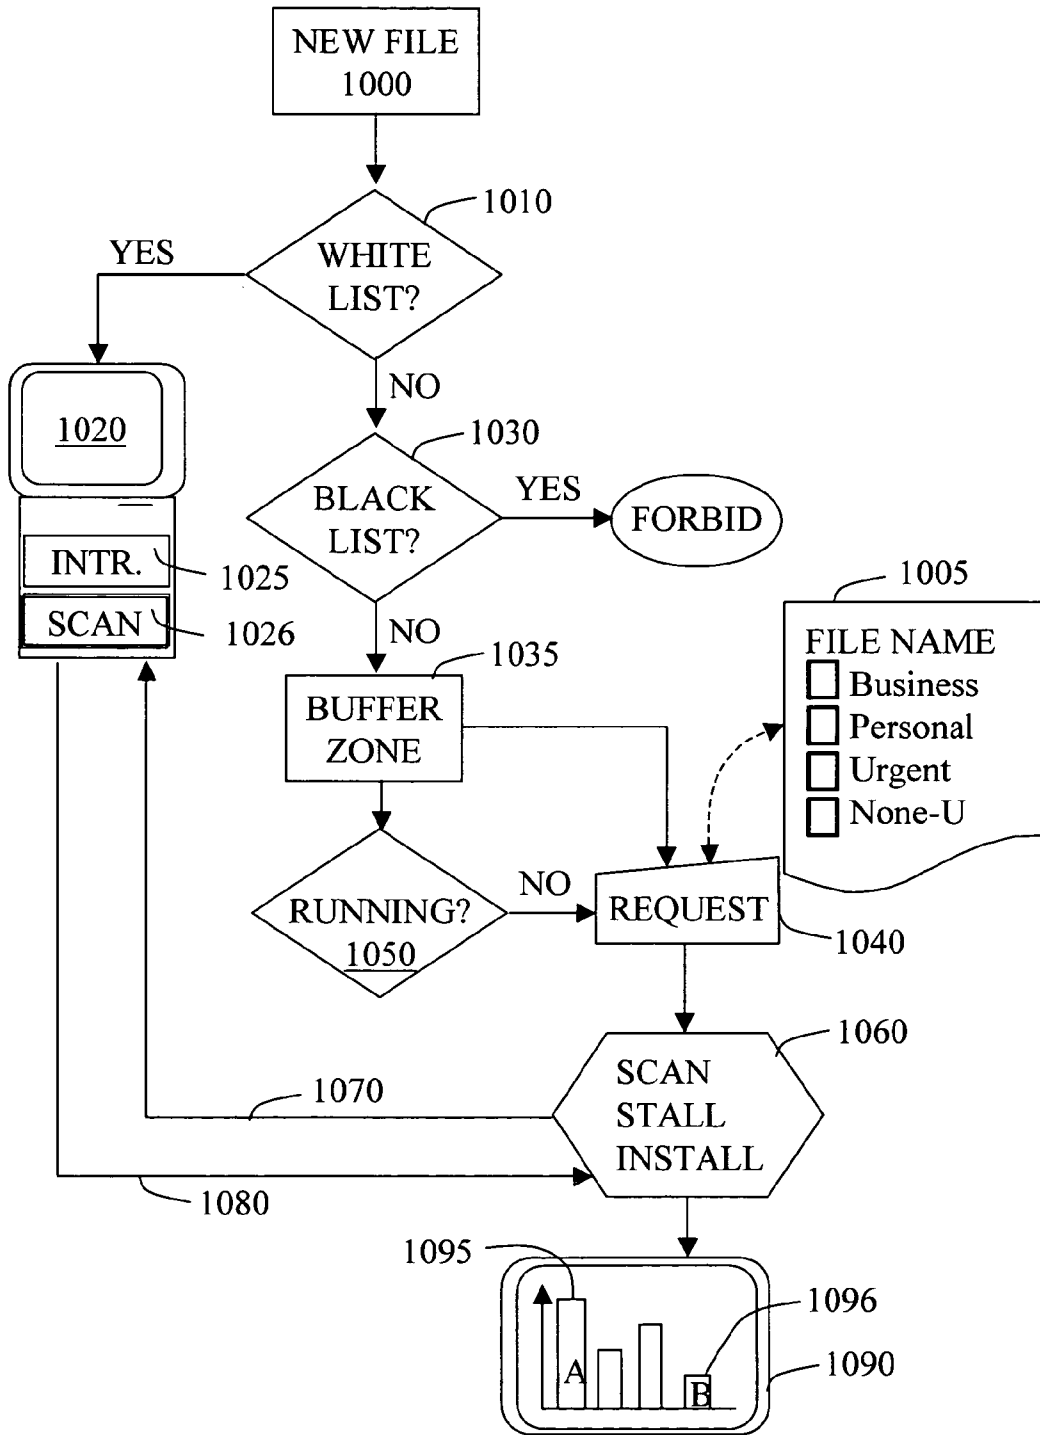 NEW FILE
1000
1010
WHITE
LIST?
YES
NO
1020
1030
BLACK
LIST?
YES
FORBID
INTR.
1025
SCAN
1026
NO
1005
FILE NAME
Business
Personal
Urgent
None-U
1035
BUFFER
ZONE
RUNNING?
1050
NO
REQUEST
1040
1060
SCAN
STALL
INSTALL
1070
1080
1095
1096
1090
A
B